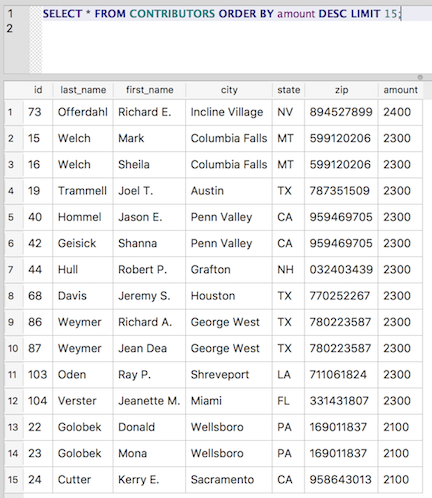 1 SELECT * FROM CONTRIBUTORS ORDER BY amount DESC LIMIT 15;
2
id last_name first_name city state zip amount
1 73 Offerdahl Richard E. Incline Village NV 894527899 2400
2 15 Welch Mark Columbia Falls MT 599120206 2300
3 16 Welch Sheila Columbia Falls MT 599120206 2300
4 19 Trammell Joel T. Austin TX 787351509 2300
5 40 Hommel Jason E. Penn Valley CA 959469705 2300
6 42 Geisick Shanna Penn Valley CA 959469705 2300
7 44 Hull Robert P. Grafton NH 032403439 2300
8 68 Davis Jeremy S. Houston TX 770252267 2300
9 86 Weymer Richard A. George West TX 780223587 2300
10 87 Weymer Jean Dea George West TX 780223587 2300
11 103 Oden Ray P. Shreveport LA 711061824 2300
12 104 Verster Jeanette M. Miami FL 331431807 2300
13 22 Golobek Donald Wellsboro PA 169011837 2100
14 23 Golobek Mona Wellsboro PA 169011837 2100
15 24 Cutter Kerry E. Sacramento CA 958643013 2100